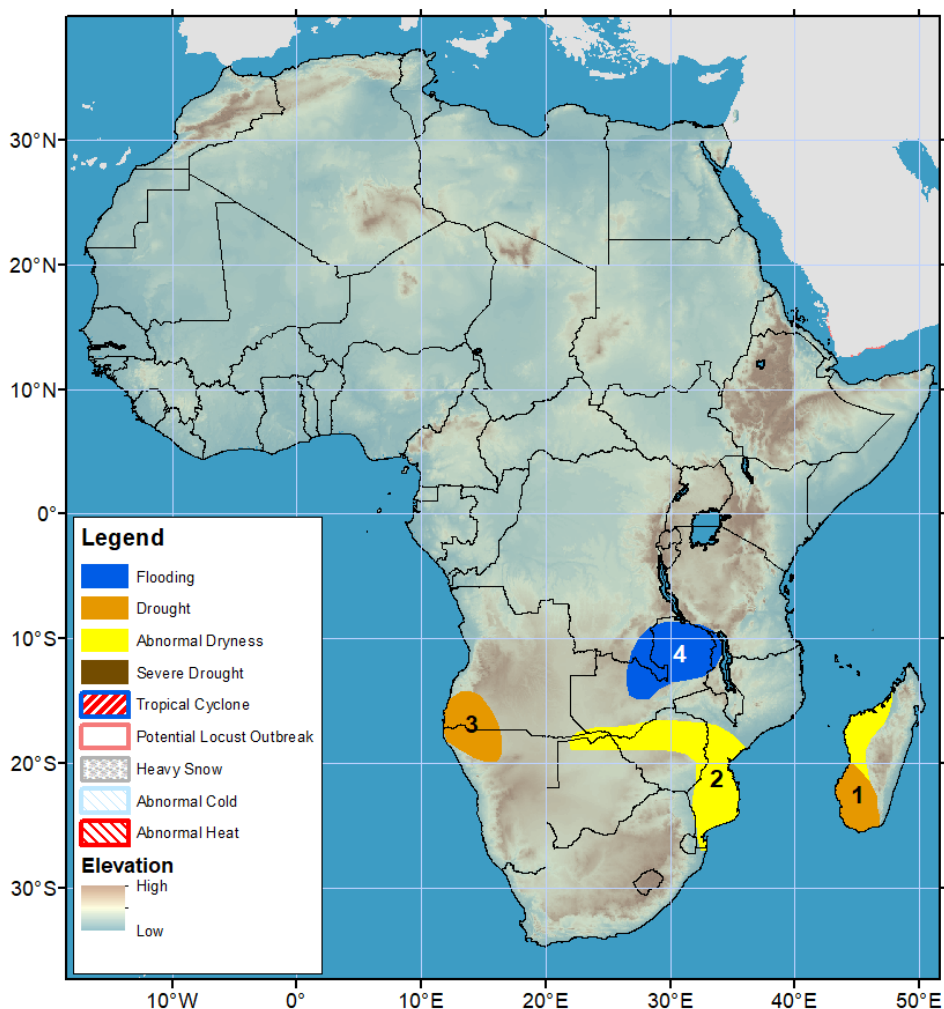 30°N
20°N
10°N
0°
10°S
20°S
30°S
4
3
2
1
Legend
Flooding
Drought
Abnormal Dryness
Severe Drought
Tropical Cyclone
Potential Locust Outbreak
Heavy Snow
Abnormal Cold
Abnormal Heat
Elevation
High
Low
10°W
0°
10°E
20°E
30°E
40°E
50°E